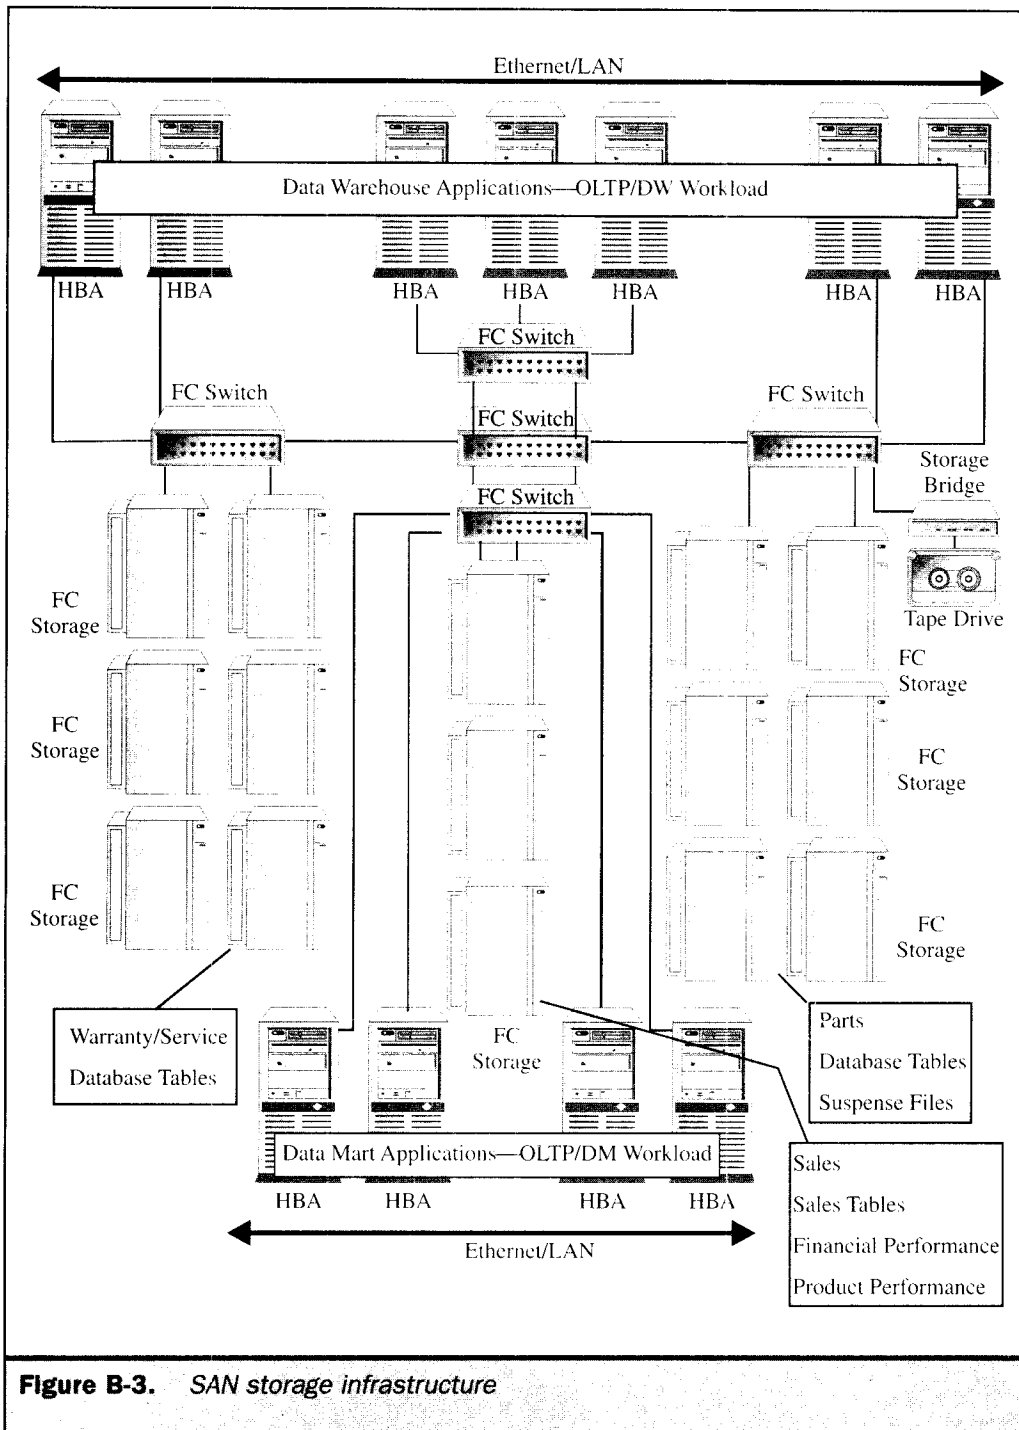 Ethernet/LAN
Data Warehouse Applications—OLTP/DW Workload
HBA
HBA
HBA
HBA
HBA
HBA
HBA
FC Switch
FC Switch
FC Switch
FC Switch
FC Switch
Storage
Bridge
Tape Drive
FC
Storage
FC
Storage
FC
Storage
FC
Storage
FC
Storage
FC
Storage
FC
Storage
Warranty/Service
Database Tables
Parts
Database Tables
Suspense Files
Sales
Sales Tables
Financial Performance
Product Performance
Data Mart Applications—OLTP/DM Workload
HBA
HBA
HBA
HBA
Ethernet/LAN
Figure B-3. SAN storage infrastructure